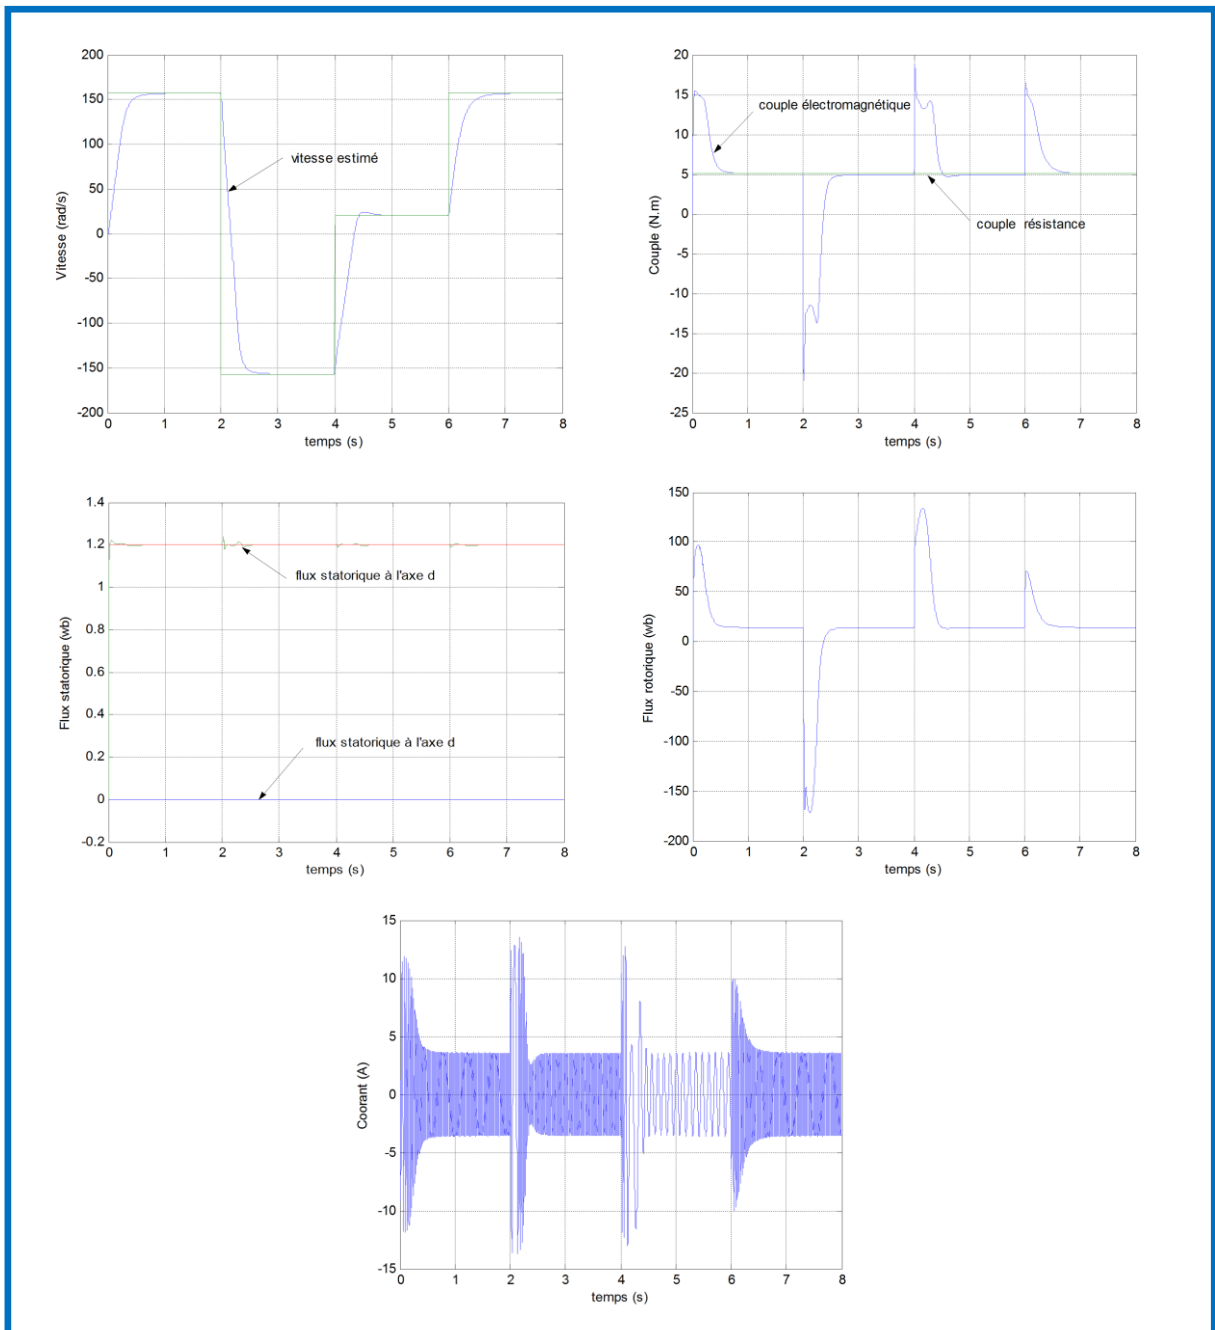 200
150
100
50
0
-50
-100
-150
-200
Vitesse (rad/s)
vitesse estimé
0 1 2 3 4 5 6 7 8
temps (s)
20
15
10
5
0
-5
-10
-15
-20
-25
Couple (N.m)
couple électromagnétique
couple résistance
0 1 2 3 4 5 6 7 8
temps (s)
1.4
1.2
1
0.8
0.6
0.4
0.2
0
-0.2
Flux statorique (wb)
flux statorique à l'axe d
flux statorique à l'axe d
0 1 2 3 4 5 6 7 8
temps (s)
150
100
50
0
-50
-100
-150
-200
Flux rotorique (wb)
0 1 2 3 4 5 6 7 8
temps (s)
15
10
5
0
-5
-10
-15
Coorant (A)
0 1 2 3 4 5 6 7 8
temps (s)